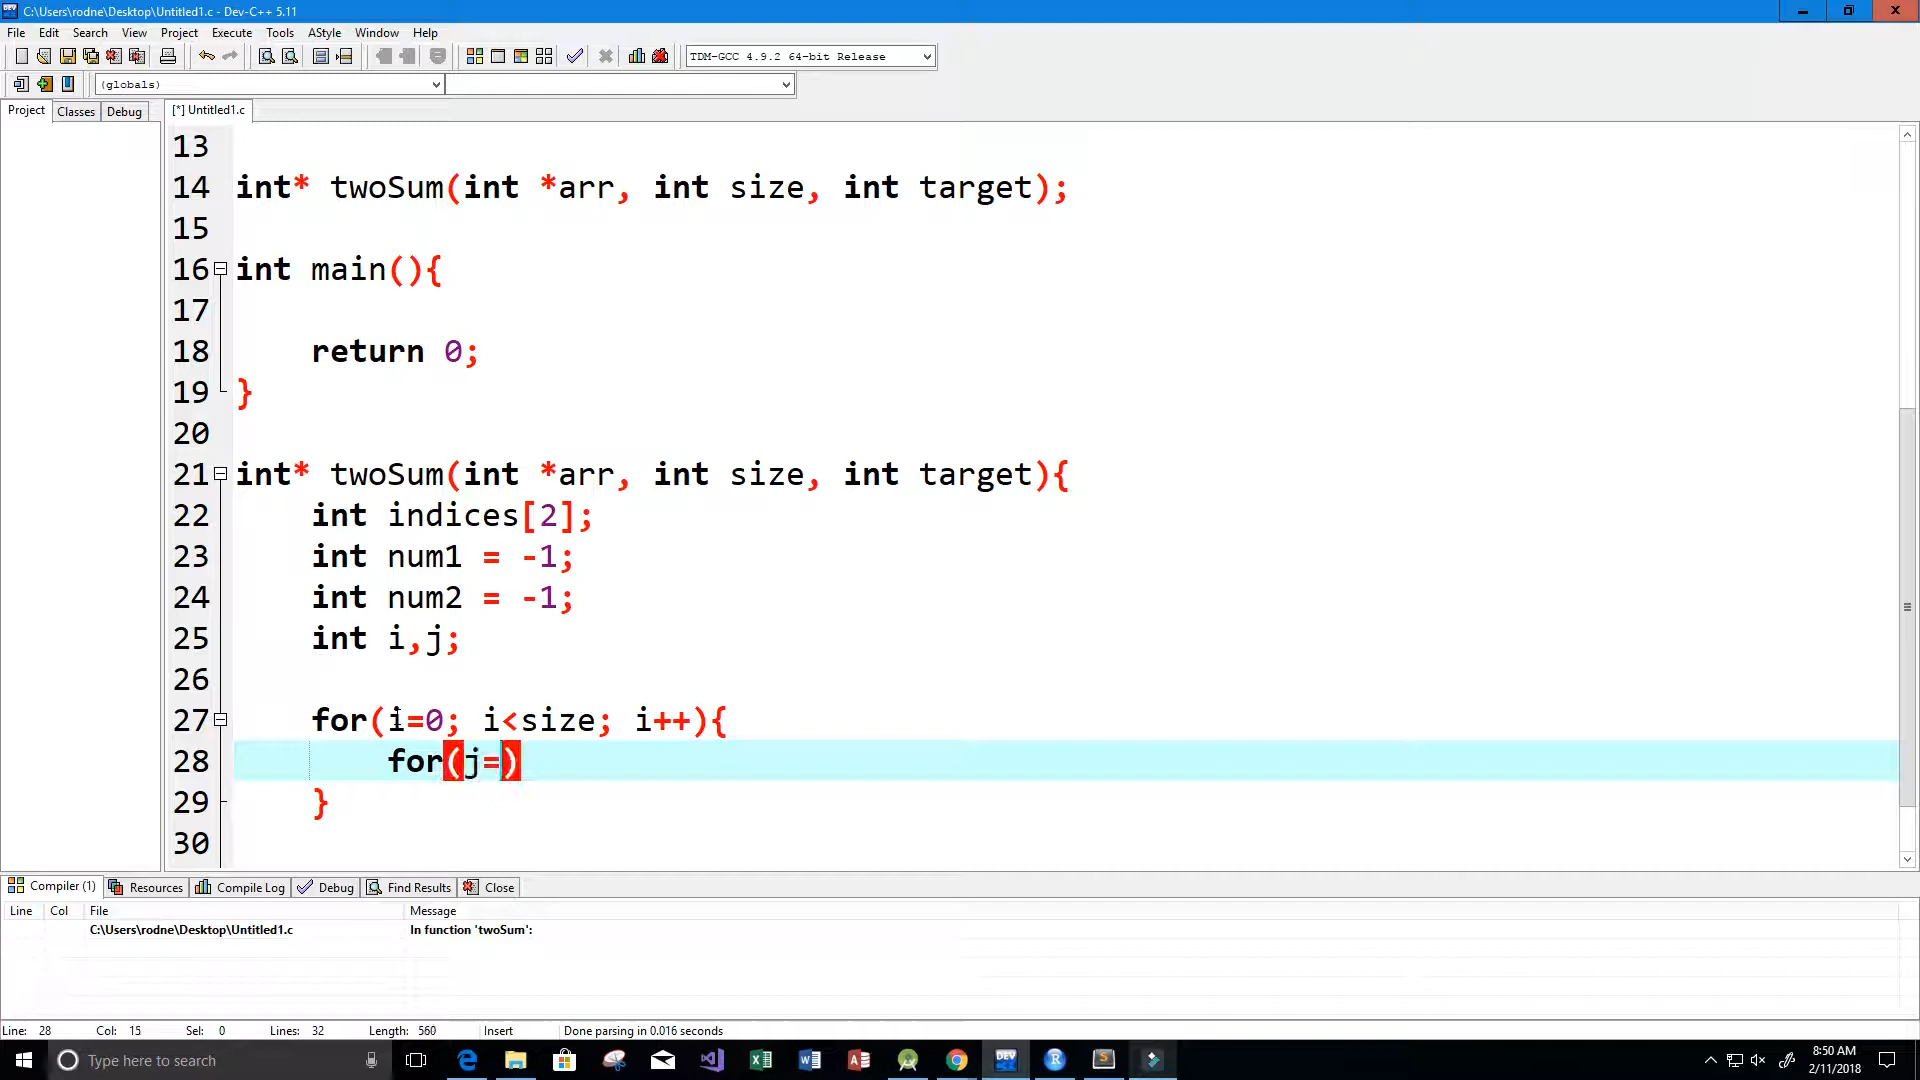 C:\Users\rodne\Desktop\Untitled1.c - Dev-C++ 5.11
File Edit Search View Project Execute Tools AStyle Window Help
TDM-GCC 4.9.2 64-bit Release
(globals)
Project Classes Debug [*] Untitled1.c
13
14 int* twoSum(int *arr, int size, int target);
15
16 int main(){
17
18 return 0;
19 }
20
21 int* twoSum(int *arr, int size, int target){
22 int indices[2];
23 int num1 = -1;
24 int num2 = -1;
25 int i,j;
26
27 for(i=0; i<size; i++){
28 for(j=)
29 }
30
Compiler (1) Resources Compile Log Debug Find Results Close
Line Col File Message
C:\Users\rodne\Desktop\Untitled1.c In function 'twoSum':
Line: 28 Col: 15 Sel: 0 Lines: 32 Length: 560 Insert Done parsing in 0.016 seconds
Type here to search
8:50 AM
2/11/2018